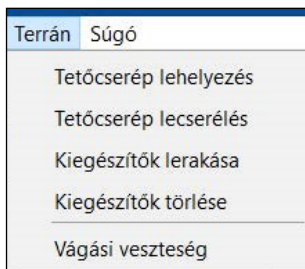 Terrán Súgó
Tetőcserép lehelyezés
Tetőcserép lecserélés
Kiegészítők lerakása
Kiegészítők törlése
Vágási veszteség